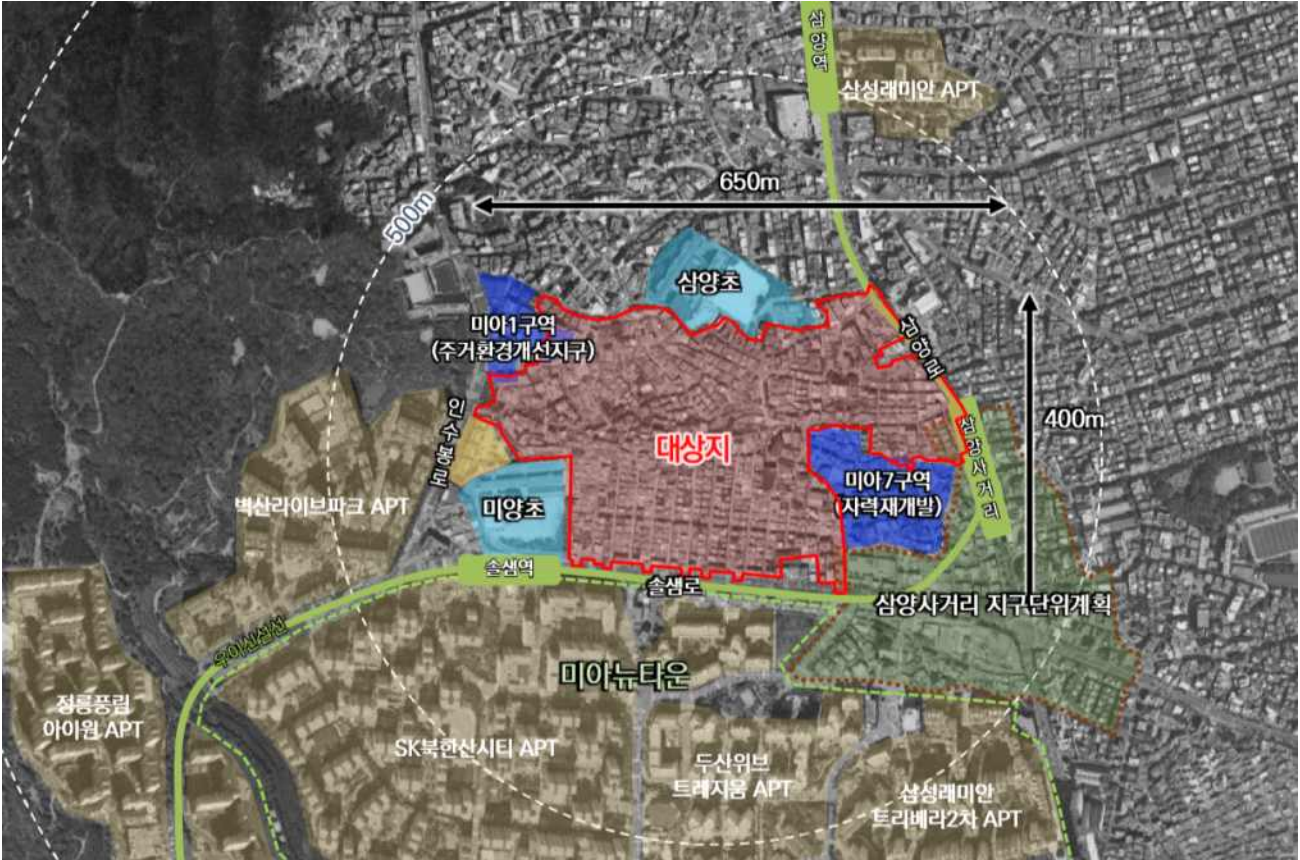 삼양역
삼성래미안 APT
650m
500m
삼양초
미아1구역
(주거환경개선지구)
삼양로
400m
인수봉로
대상지
삼양사거리
미아7구역
(자력재개발)
벽산라이브파크 APT
미양초
솔샘역
솔샘로
삼양사거리 지구단위계획
우이신설선
미아뉴타운
정릉풍림
아이원 APT
SK북한산시티 APT
두산위브
트레지움 APT
삼성래미안
트리베라2차 APT